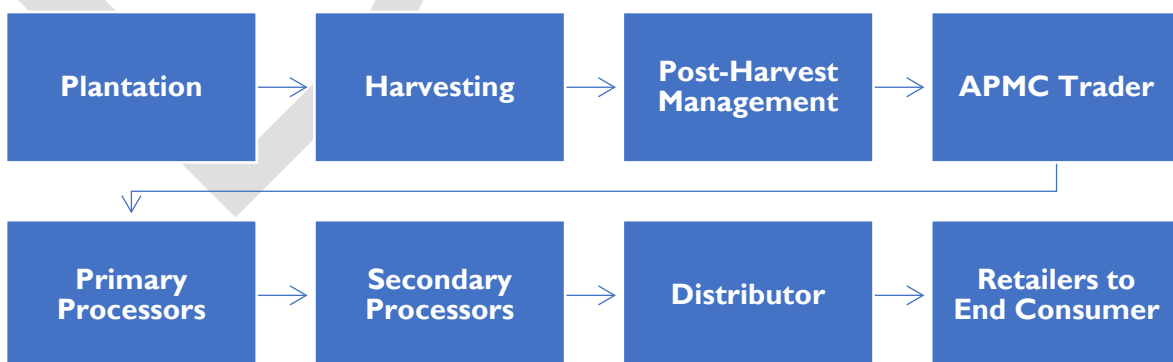 Plantation
Harvesting
Post-Harvest
Management
APMC Trader
Primary
Processors
Secondary
Processors
Distributor
Retailers to
End Consumer